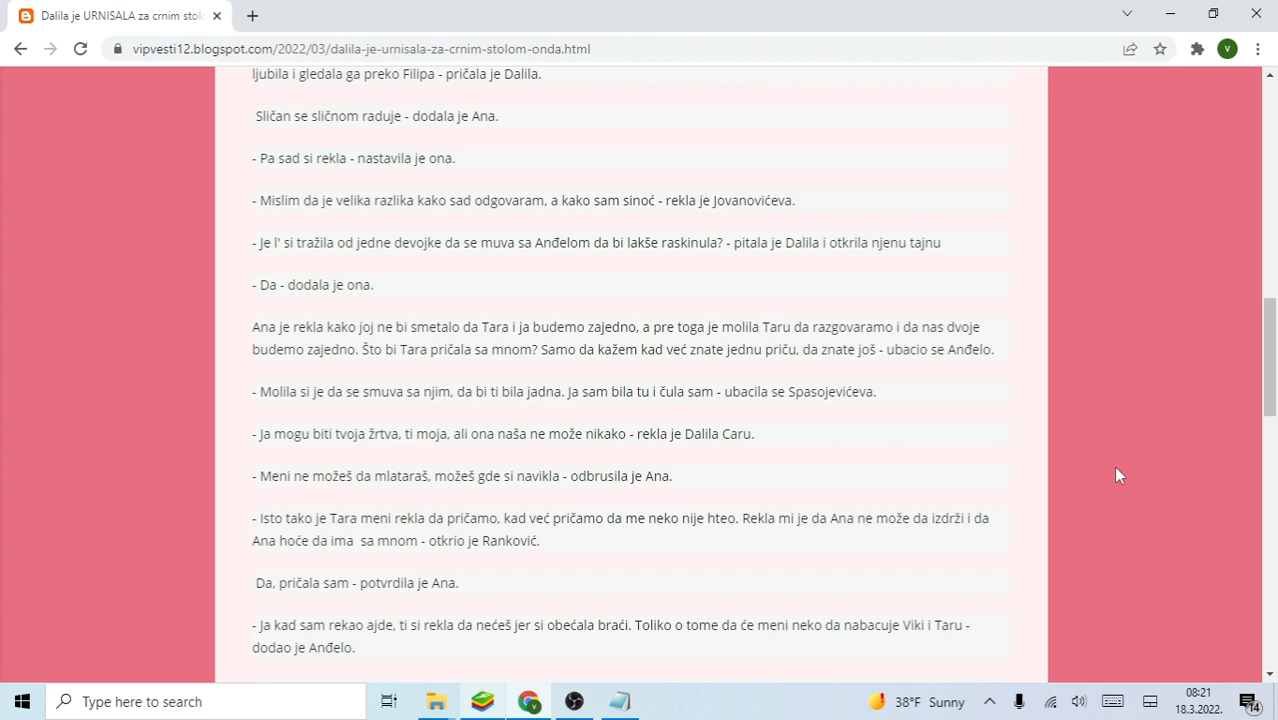 Dalila je URNISALA za crnim stolo
vipvesti12.blogspot.com/2022/03/dalila-je-urnisala-za-crnim-stolom-onda.html
V
ljubila i gledala ga preko Filipa - pričala je Dalila.
Sličan se sličnom raduje - dodala je Ana.
- Pa sad si rekla - nastavila je ona.
- Mislim da je velika razlika kako sad odgovaram, a kako sam sinoć - rekla je Jovanovićeva.
- Je l' si tražila od jedne devojke da se muva sa Anđelom da bi lakše raskinula? - pitala je Dalila i otkrila njenu tajnu
- Da - dodala je ona.
Ana je rekla kako joj ne bi smetalo da Tara i ja budemo zajedno, a pre toga je molila Taru da razgovaramo i da nas dvoje
budemo zajedno. Što bi Tara pričala sa mnom? Samo da kažem kad već znate jednu priču, da znate još - ubacio se Anđelo.
- Molila si je da se smuva sa njim, da bi ti bila jadna. Ja sam bila tu i čula sam - ubacila se Spasojevićeva.
- Ja mogu biti tvoja žrtva, ti moja, ali ona naša ne može nikako - rekla je Dalila Caru.
- Meni ne možeš da mlataraš, možeš gde si navikla - odbrusila je Ana.
- Isto tako je Tara meni rekla da pričamo, kad već pričamo da me neko nije hteo. Rekla mi je da Ana ne može da izdrži i da
Ana hoće da ima  sa mnom - otkrio je Ranković.
Da, pričala sam - potvrdila je Ana.
- Ja kad sam rekao ajde, ti si rekla da nećeš jer si obećala braći. Toliko o tome da će meni neko da nabacuje Viki i Taru -
dodao je Anđelo.
Type here to search
38°F Sunny
08:21
18.3.2022.
14